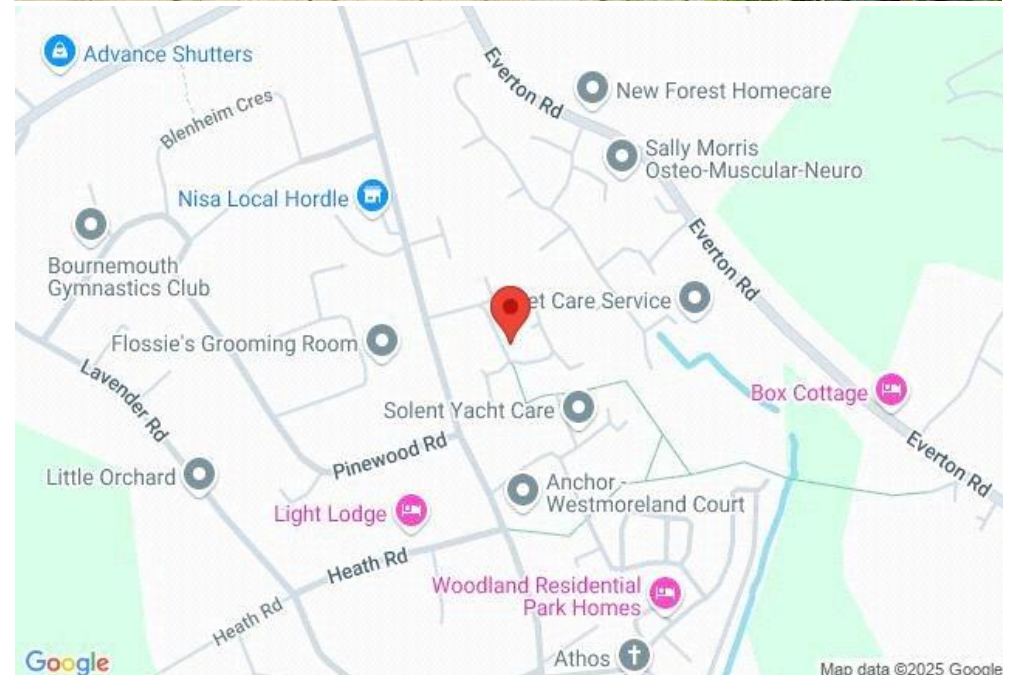 Advance Shutters
Everton Rd
New Forest Homecare
Blenheim Cres
Sally Morris
Osteo-Muscular-Neuro
Nisa Local Hordle
Bournemouth
Gymnastics Club
Everton Rd
et Care Service
Flossie's Grooming Room
Lavender Rd
Box Cottage
Solent Yacht Care
Pinewood Rd
Everton Rd
Little Orchard
Anchor -
Westmoreland Court
Light Lodge
Heath Rd
Woodland Residential
Park Homes
Heath Rd
Athos
Google
Map data ©2025 Google